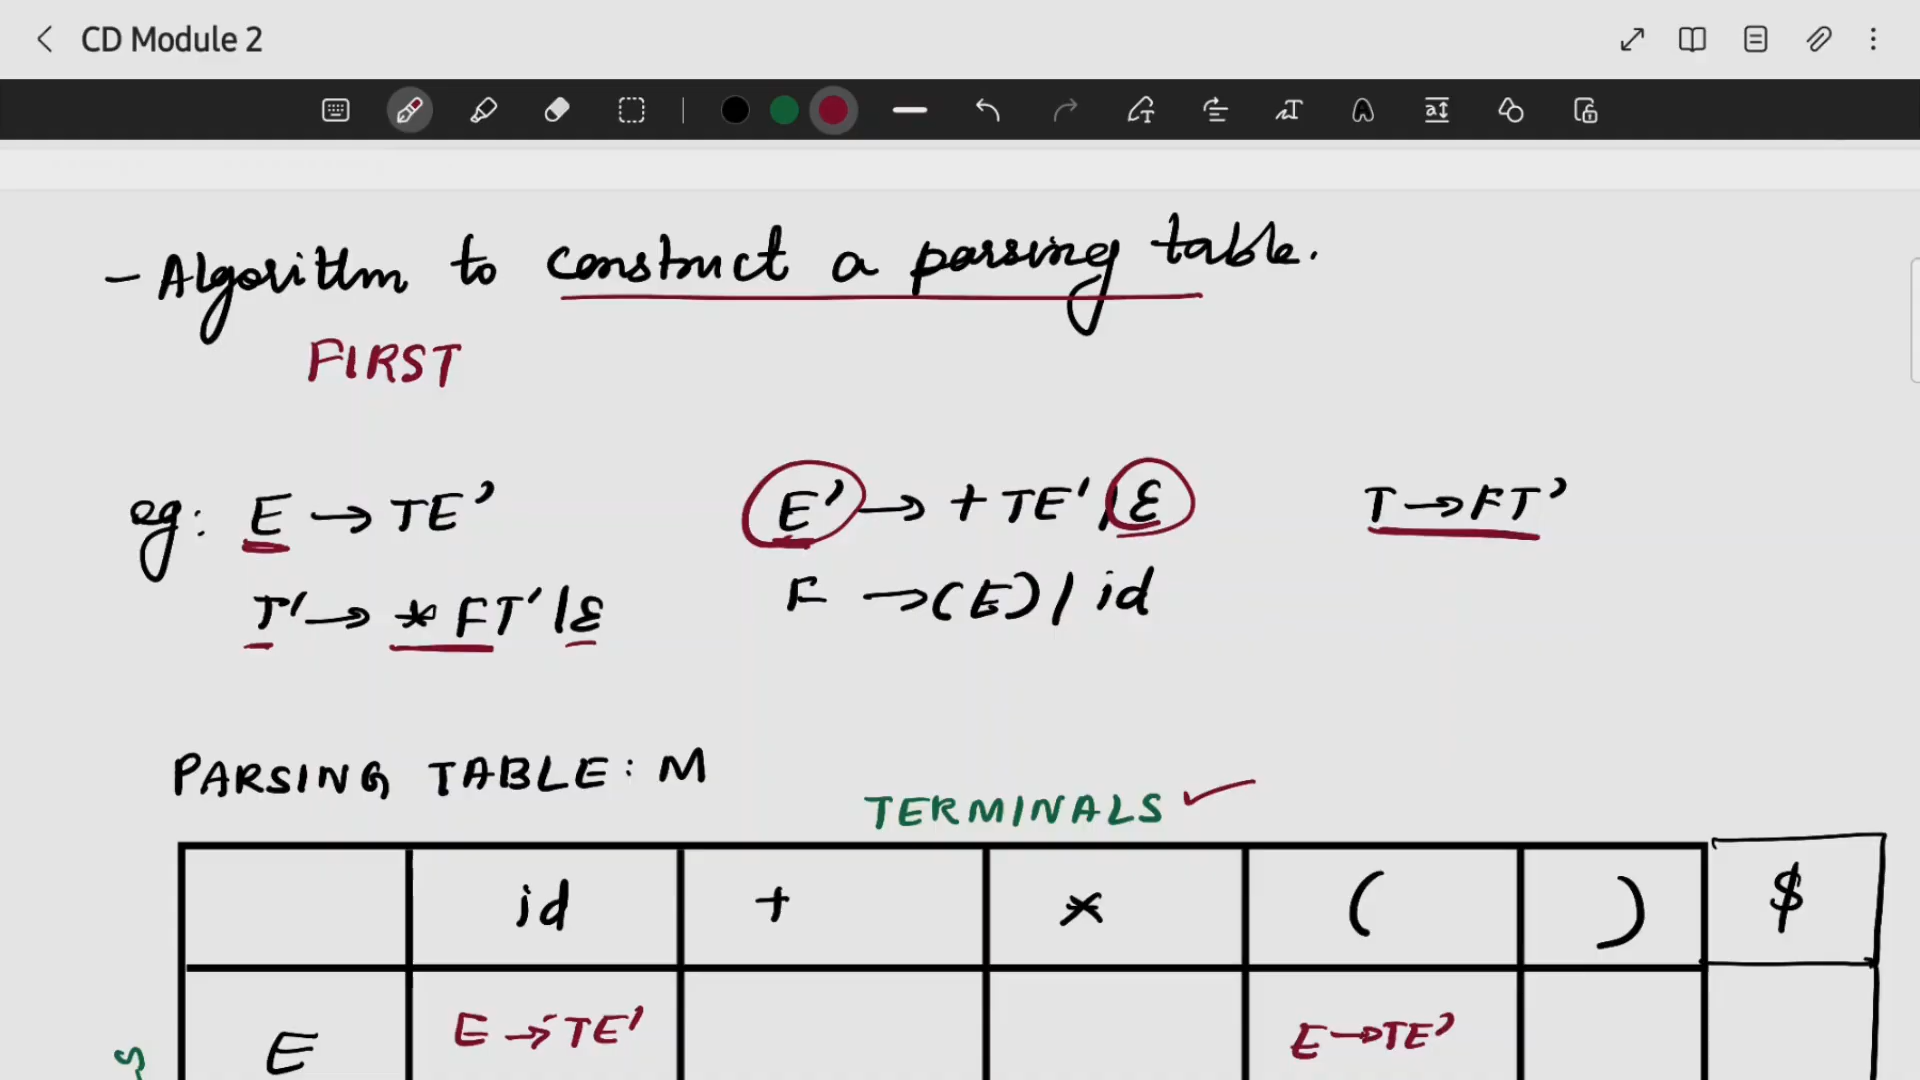 CD Module 2
- Algorithm to construct a parsing table.
FIRST
eg: E → TE' E' → + TE' | ε T → FT'
T' → * FT' | ε F → (E) | id
PARSING TABLE: M
TERMINALS ✓
id + * ( ) $
E E → TE' E → TE'
S